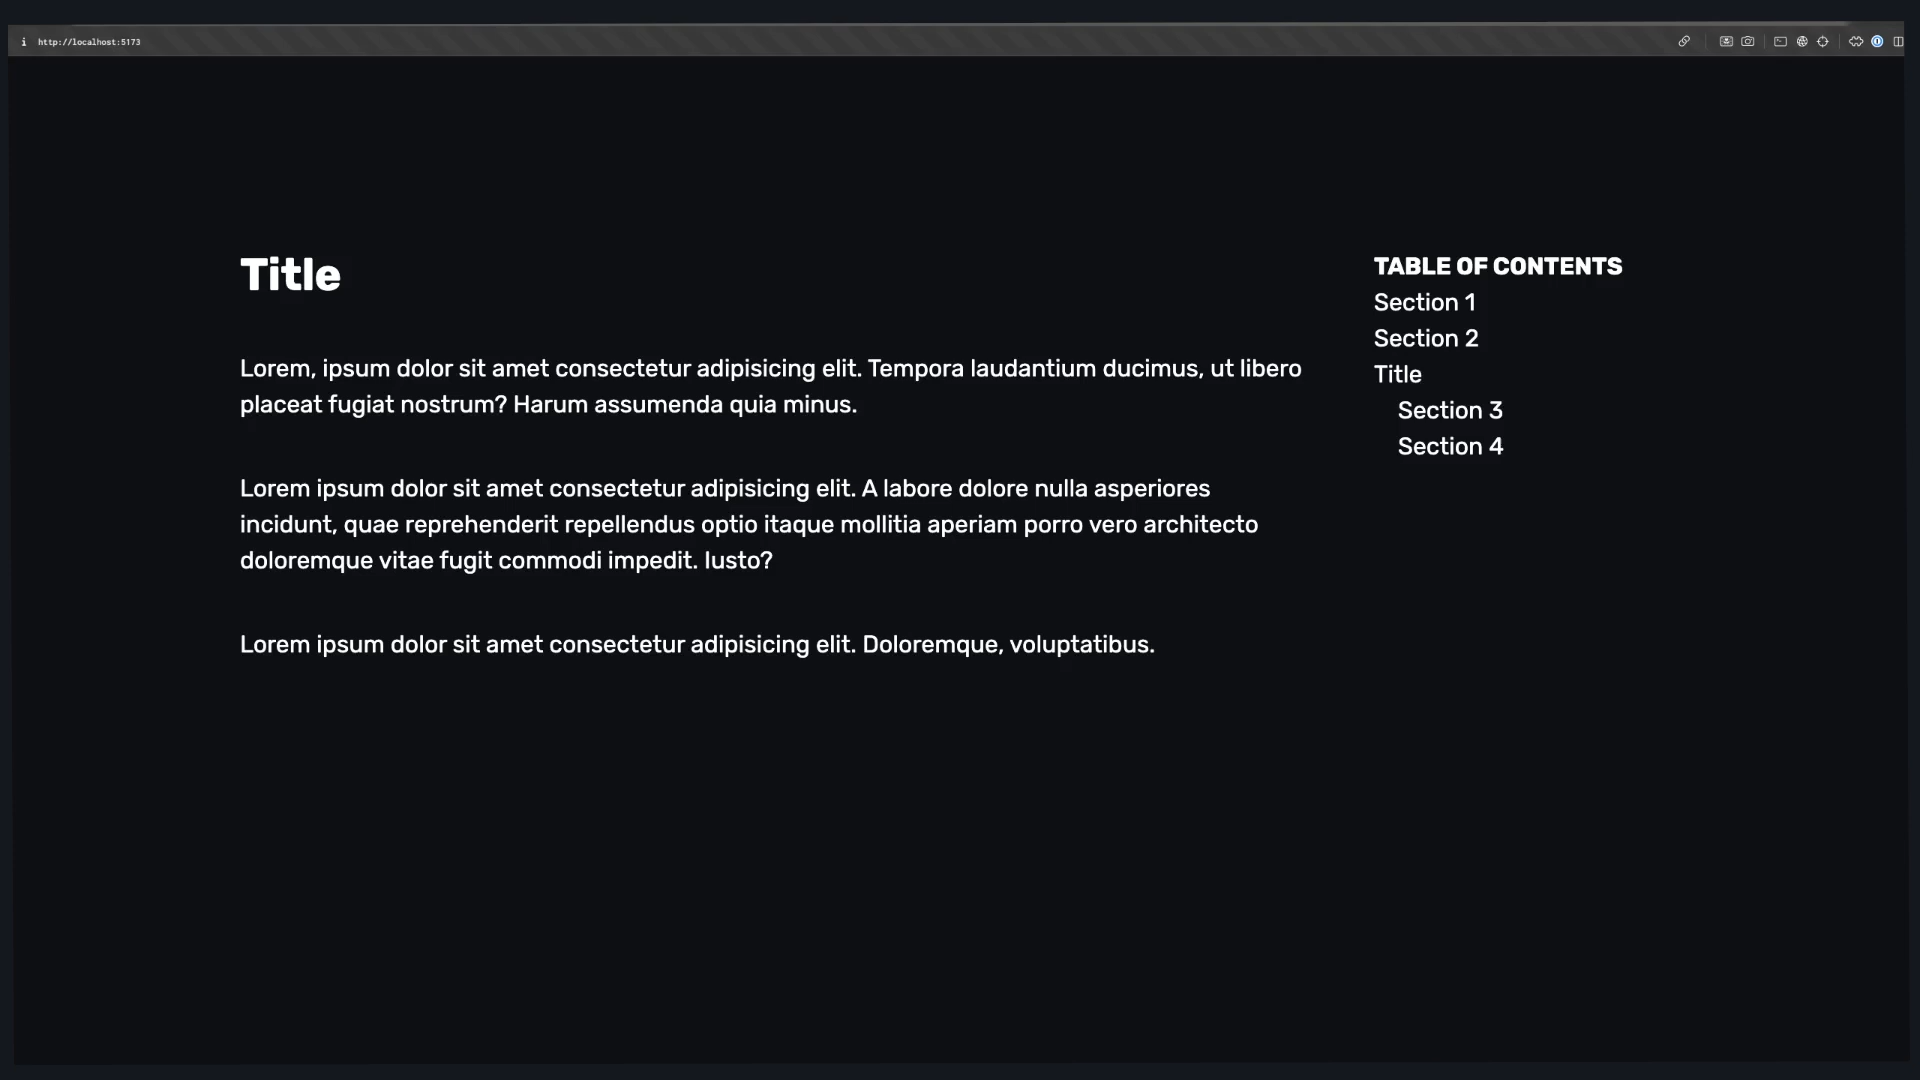 http://localhost:5173
Title
Lorem, ipsum dolor sit amet consectetur adipisicing elit. Tempora laudantium ducimus, ut libero
placeat fugiat nostrum? Harum assumenda quia minus.
Lorem ipsum dolor sit amet consectetur adipisicing elit. A labore dolore nulla asperiores
incidunt, quae reprehenderit repellendus optio itaque mollitia aperiam porro vero architecto
doloremque vitae fugit commodi impedit. Iusto?
Lorem ipsum dolor sit amet consectetur adipisicing elit. Doloremque, voluptatibus.
TABLE OF CONTENTS
Section 1
Section 2
Title
Section 3
Section 4